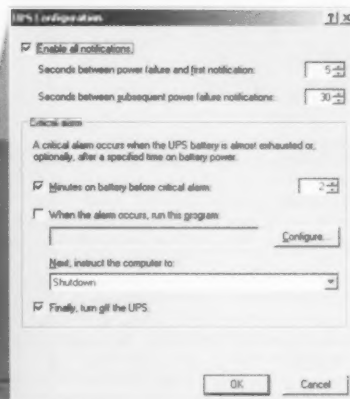 UPS Configuration
Enable all notifications.
Seconds between power failure and first notification: 5
Seconds between subsequent power failure notifications: 30
Critical alarm
A critical alarm occurs when the UPS battery is almost exhausted or,
optionally, after a specified time on battery power.
Minutes on battery before critical alarm: 2
When the alarm occurs, run this program:
Configure...
Next, instruct the computer to:
Shutdown
Finally, turn off the UPS.
OK Cancel